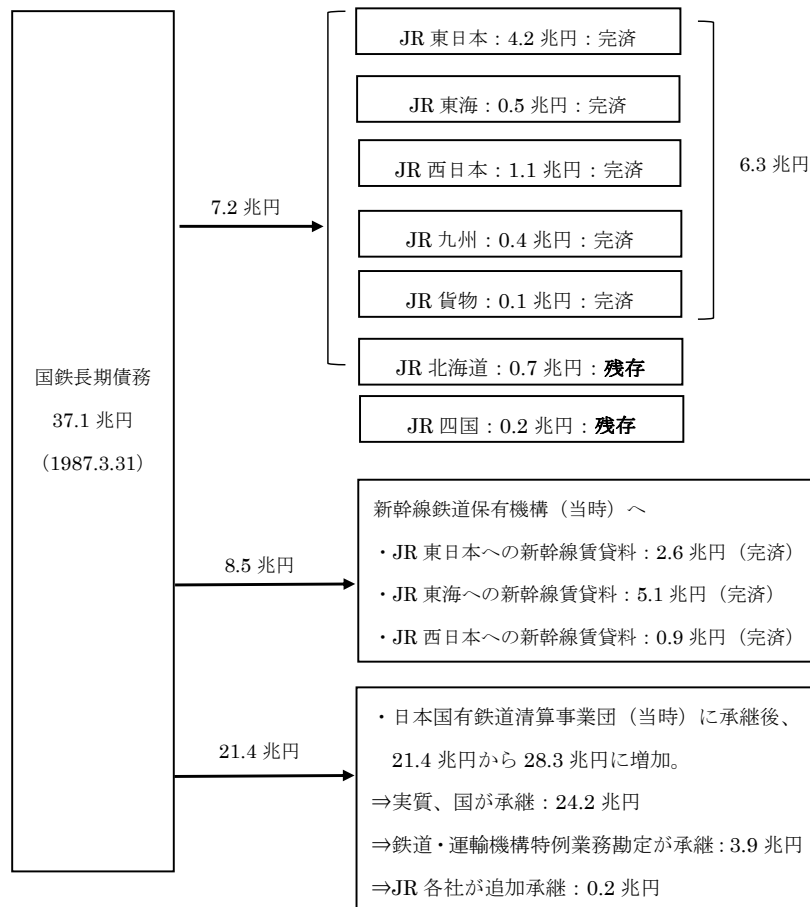 国鉄長期債務
37.1 兆円
（1987.3.31）
7.2 兆円
JR 東日本：4.2 兆円：完済
JR 東海：0.5 兆円：完済
JR 西日本：1.1 兆円：完済
JR 九州：0.4 兆円：完済
JR 貨物：0.1 兆円：完済
6.3 兆円
JR 北海道：0.7 兆円：残存
JR 四国：0.2 兆円：残存
8.5 兆円
新幹線鉄道保有機構（当時）へ
・JR 東日本への新幹線賃貸料：2.6 兆円（完済）
・JR 東海への新幹線賃貸料：5.1 兆円（完済）
・JR 西日本への新幹線賃貸料：0.9 兆円（完済）
21.4 兆円
・日本国有鉄道清算事業団（当時）に承継後、
21.4 兆円から 28.3 兆円に増加。
⇒実質、国が承継：24.2 兆円
⇒鉄道・運輸機構特例業務勘定が承継：3.9 兆円
⇒JR 各社が追加承継：0.2 兆円